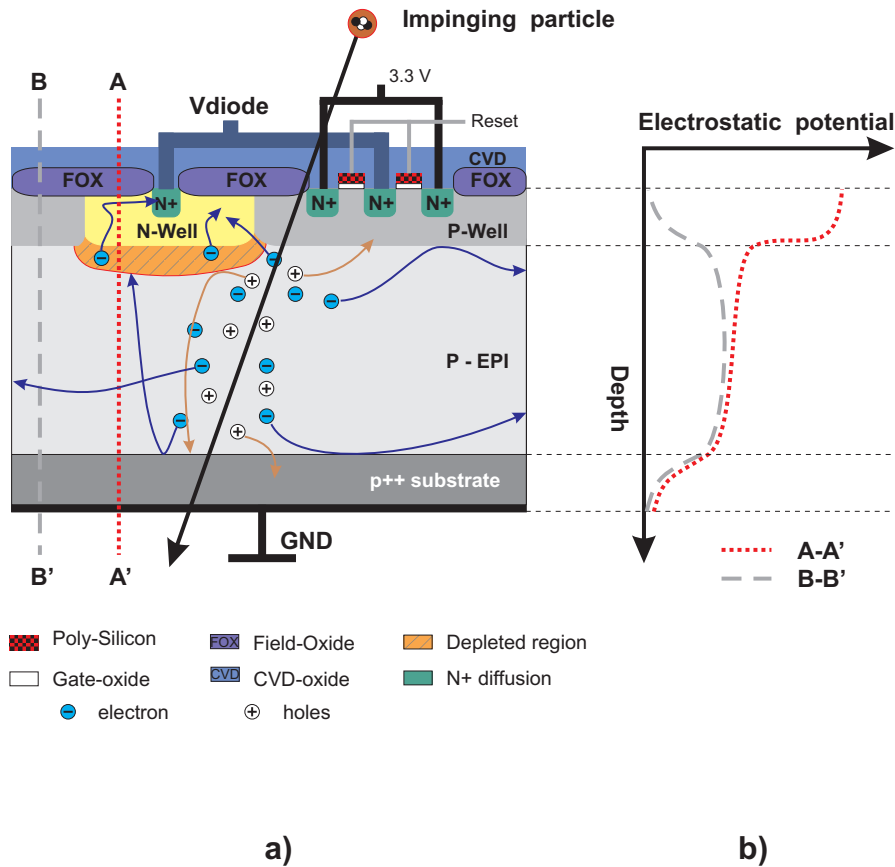 Impinging particle
3.3 V
B
A
Vdiode
Reset
Electrostatic potential
CVD
FOX
FOX
FOX
N+
N+
N+
N+
N-Well
P-Well
P - EPI
Depth
p++ substrate
GND
B'
A'
A-A'
B-B'
Poly-Silicon
FOX
Field-Oxide
Depleted region
Gate-oxide
CVD
CVD-oxide
N+ diffusion
electron
holes
a)
b)